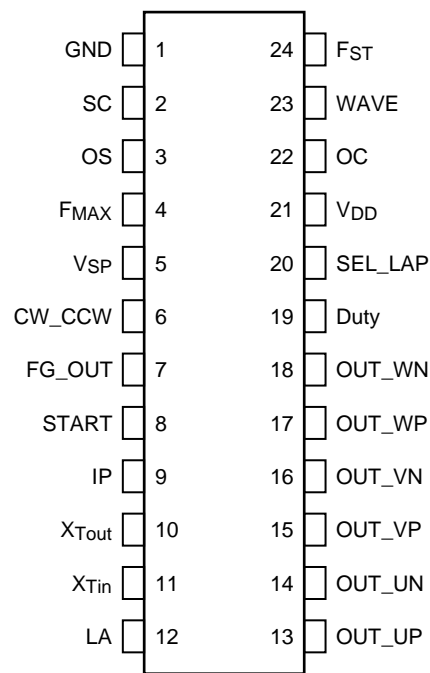 GND 1 24 FST
SC 2 23 WAVE
OS 3 22 OC
FMAX 4 21 VDD
VSP 5 20 SEL_LAP
CW_CCW 6 19 Duty
FG_OUT 7 18 OUT_WN
START 8 17 OUT_WP
IP 9 16 OUT_VN
XTout 10 15 OUT_VP
XTin 11 14 OUT_UN
LA 12 13 OUT_UP